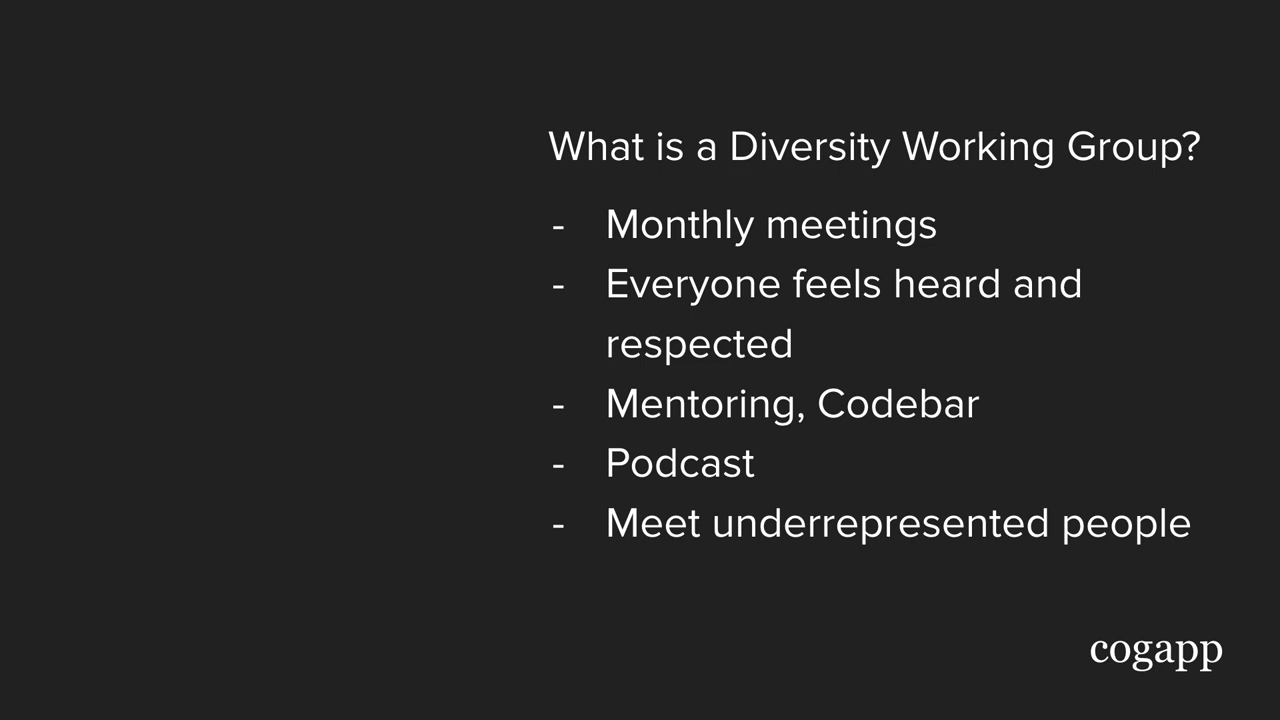 What is a Diversity Working Group?
- Monthly meetings
- Everyone feels heard and
respected
- Mentoring, Codebar
- Podcast
- Meet underrepresented people
cogapp